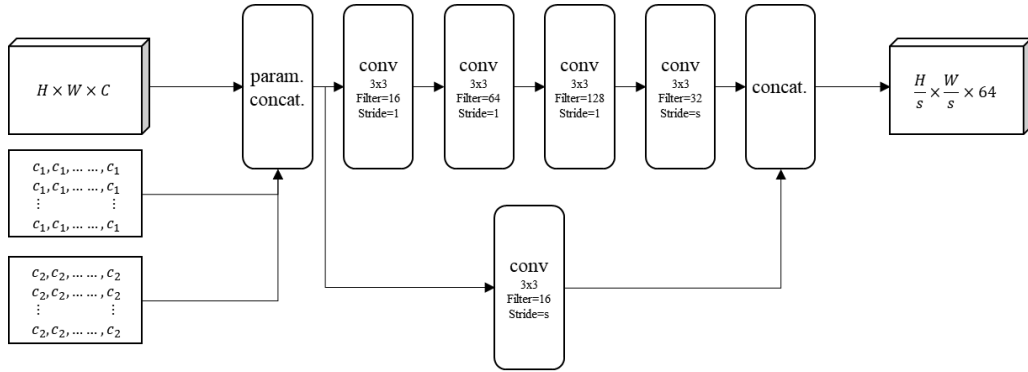 H × W × C
c₁, c₁, … …, c₁
c₁, c₁, … …, c₁
⋮ ⋮
c₁, c₁, … …, c₁
c₂, c₂, … …, c₂
c₂, c₂, … …, c₂
⋮ ⋮
c₂, c₂, … …, c₂
param.
concat.
conv
3x3
Filter=16
Stride=1
conv
3x3
Filter=64
Stride=1
conv
3x3
Filter=128
Stride=1
conv
3x3
Filter=32
Stride=s
concat.
H/s × W/s × 64
conv
3x3
Filter=16
Stride=s